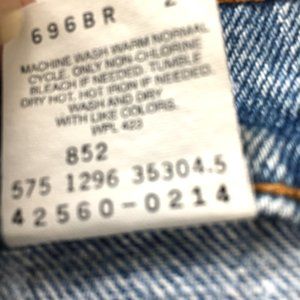 696BR 2
MACHINE WASH WARM NORMAL
CYCLE. ONLY NON-CHLORINE
BLEACH IF NEEDED. TUMBLE
DRY HOT, HOT IRON IF NEEDED.
WASH AND DRY
WITH LIKE COLORS.
WPL 423
852
575 1296 35304.5
42560-0214